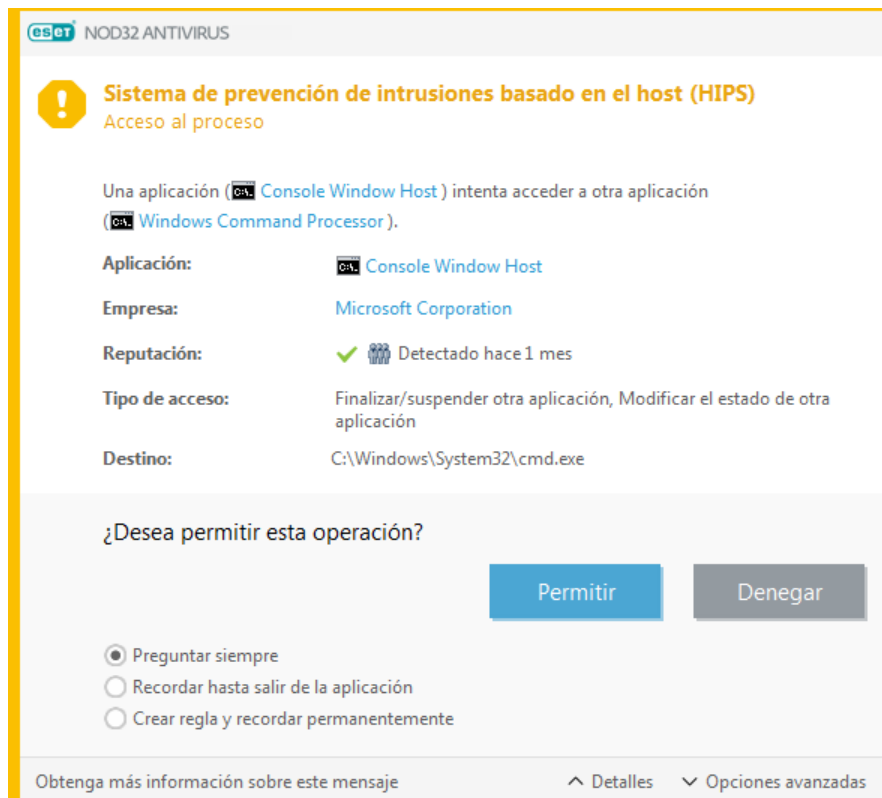 eset NOD32 ANTIVIRUS
Sistema de prevención de intrusiones basado en el host (HIPS)
Acceso al proceso
Una aplicación (C:\. Console Window Host ) intenta acceder a otra aplicación
(C:\. Windows Command Processor ).
Aplicación: C:\. Console Window Host
Empresa: Microsoft Corporation
Reputación: Detectado hace 1 mes
Tipo de acceso: Finalizar/suspender otra aplicación, Modificar el estado de otra
aplicación
Destino: C:\Windows\System32\cmd.exe
¿Desea permitir esta operación?
Permitir Denegar
Preguntar siempre
Recordar hasta salir de la aplicación
Crear regla y recordar permanentemente
Obtenga más información sobre este mensaje Detalles Opciones avanzadas